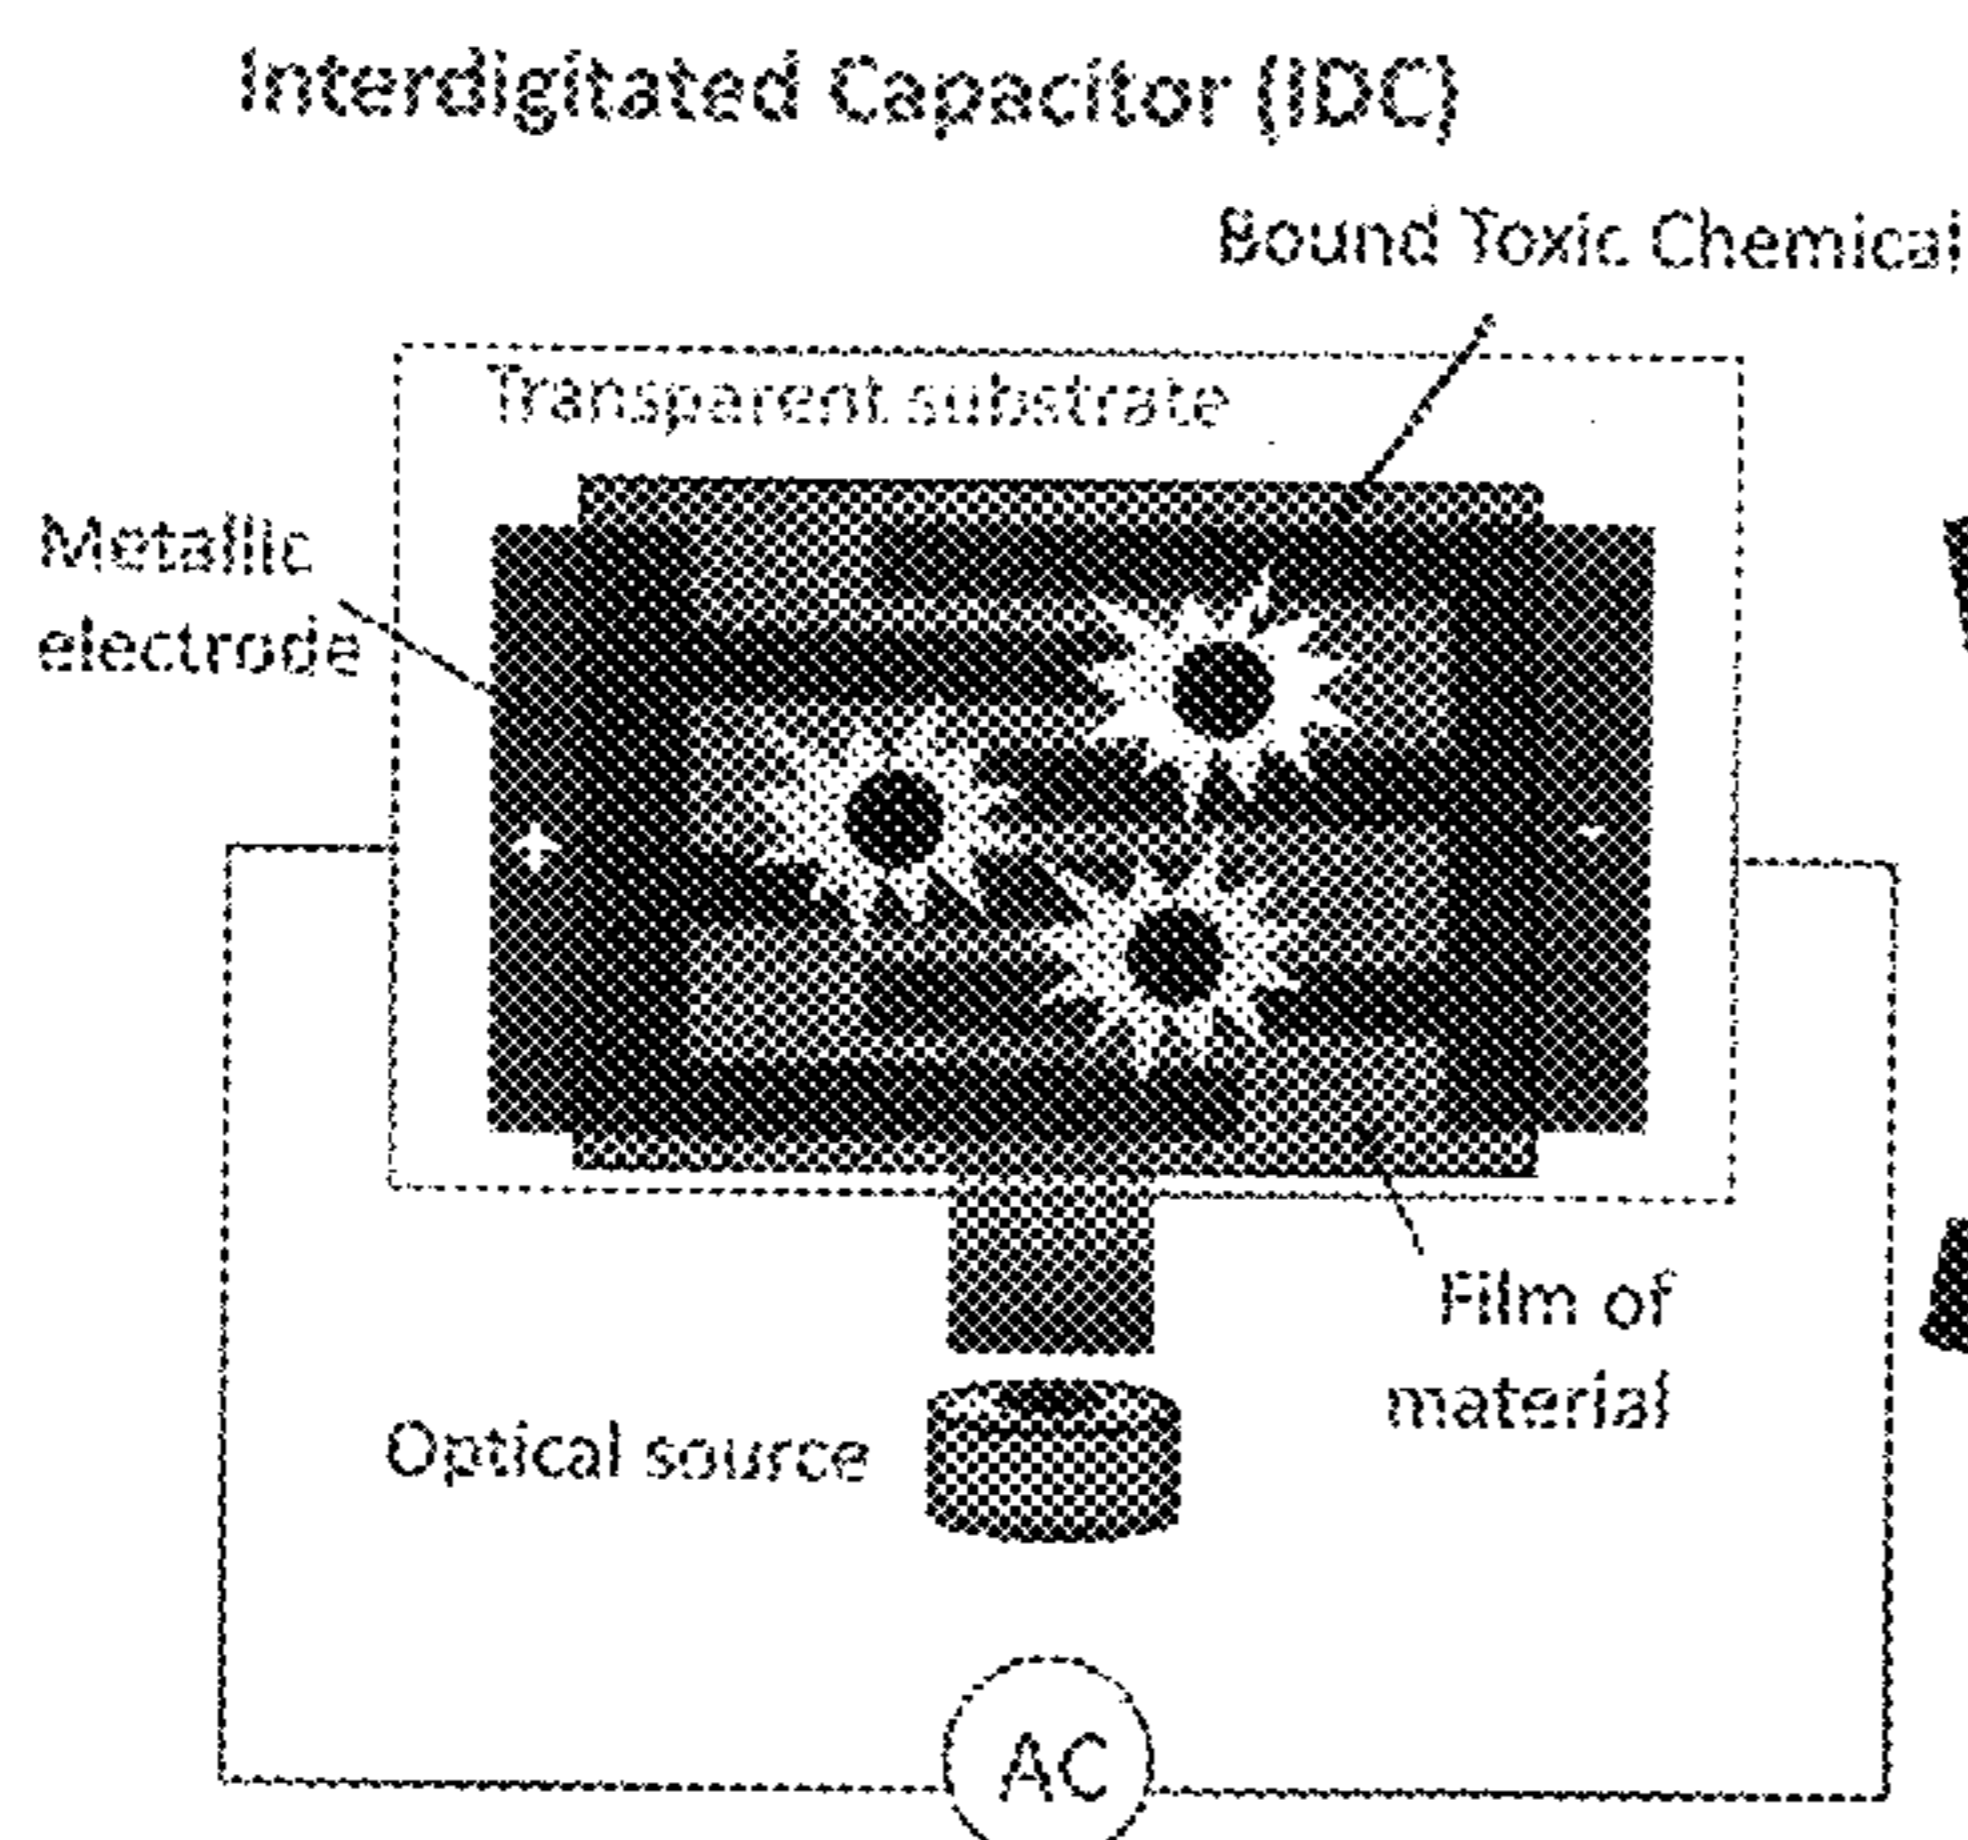 Interdigitated Capacitor (IDC)
Bound Toxic Chemical
Transparent substrate
Metallic
electrode
+
-
Film of
material
Optical source
AC